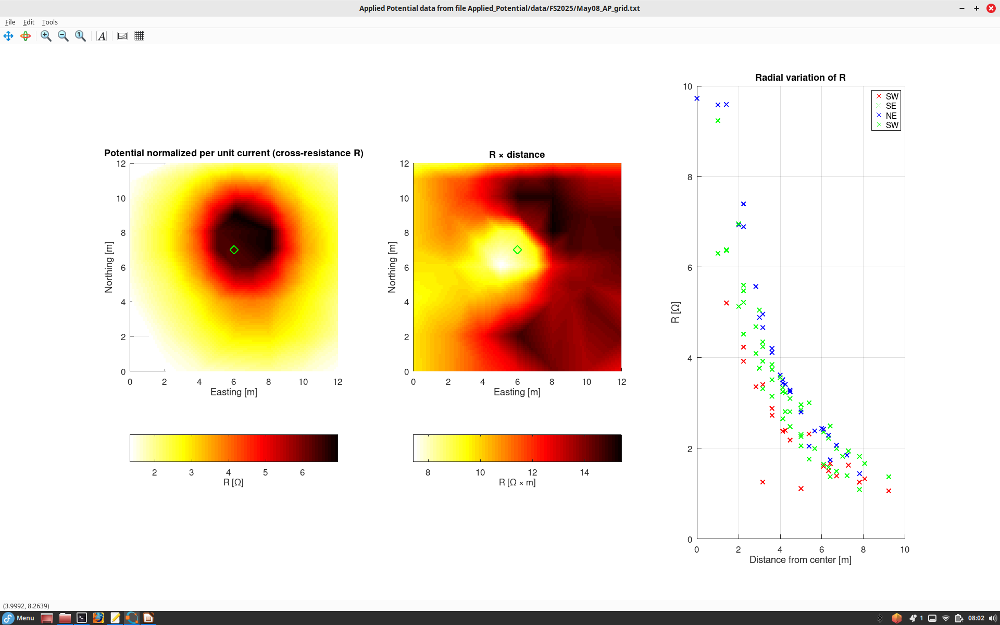 Applied Potential data from file Applied_Potential/data/FS2025/May08_AP_grid.txt
File Edit Tools
Potential normalized per unit current (cross-resistance R)
12
10
8
6
4
2
0
Northing [m]
0 2 4 6 8 10 12
Easting [m]
2 3 4 5 6
R [Ω]
R × distance
12
10
8
6
4
2
0
Northing [m]
0 2 4 6 8 10 12
Easting [m]
8 10 12 14
R [Ω × m]
Radial variation of R
10
8
6
4
2
0
R [Ω]
SW
SE
NE
SW
0 2 4 6 8 10
Distance from center [m]
(3.9992, 8.2639)
Menu 1 08:02